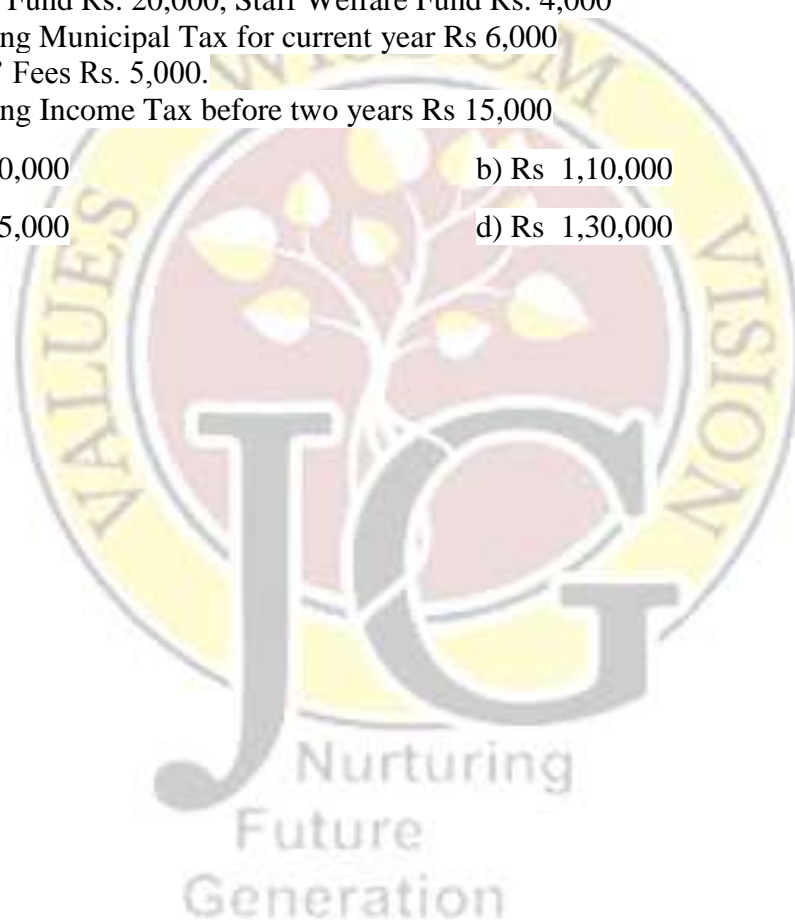 Fund Rs. 20,000, Staff Welfare Fund Rs. 4,000
ng Municipal Tax for current year Rs 6,000
’ Fees Rs. 5,000.
ng Income Tax before two years Rs 15,000
0,000 b) Rs 1,10,000
5,000 d) Rs 1,30,000
WISDOM
VALUES
VISION
JG
Nurturing
Future
Generation